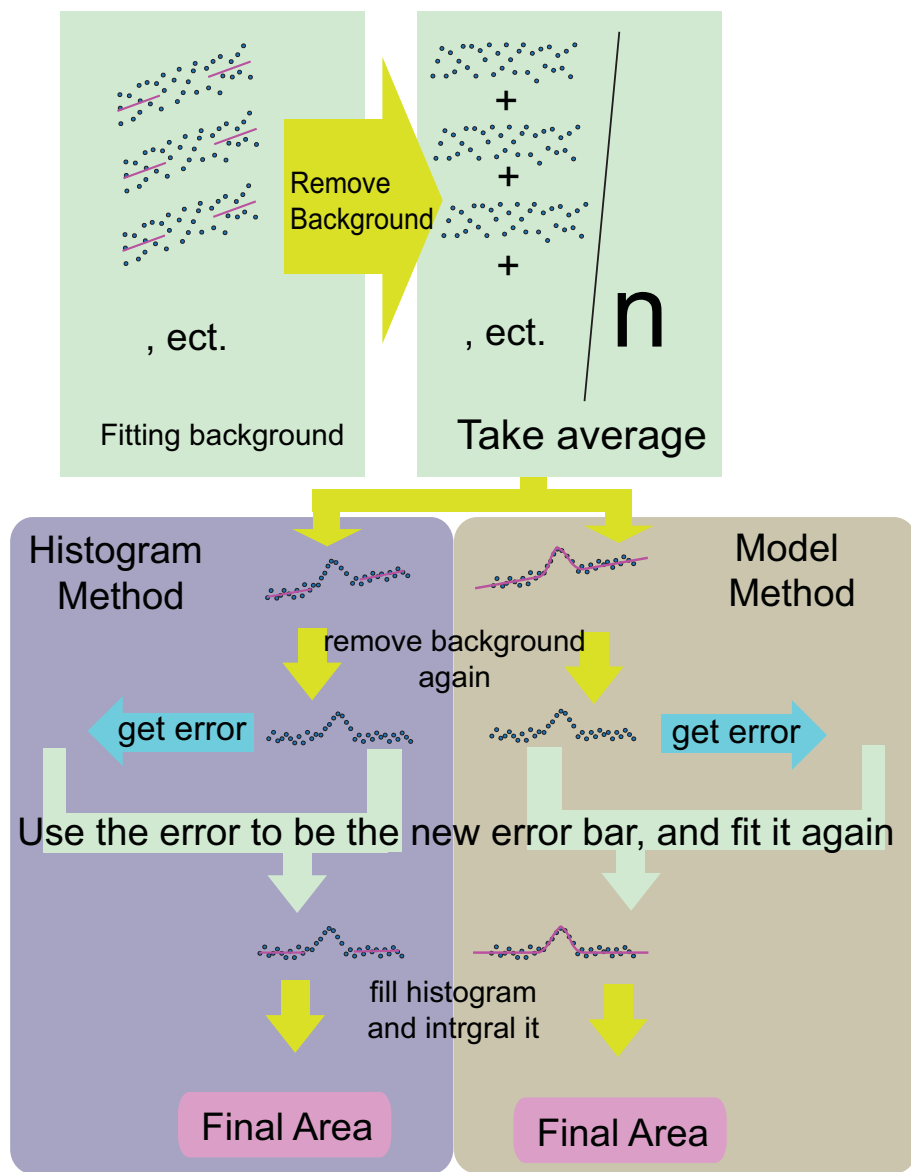 Remove
Background
, ect.
Fitting background
+
+
+
, ect.
n
Take average
Histogram
Method
Model
Method
remove background
again
get error
get error
Use the error to be the new error bar, and fit it again
fill histogram
and intrgral it
Final Area
Final Area